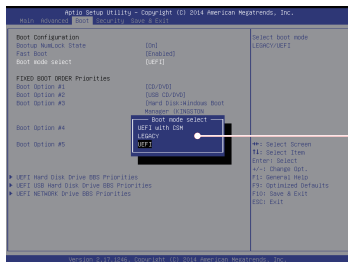 Aptio Setup Utility - Copyright (C) 2014 American Megatrends, Inc.
Main Advanced Boot Security Save & Exit
Boot Configuration
Bootup NumLock State [On]
Fast Boot [Enabled]
Boot mode select [UEFI]
FIXED BOOT ORDER Priorities
Boot Option #1 [CD/DVD]
Boot Option #2 [USB CD/DVD]
Boot Option #3 [Hard Disk:Windows Boot
Manager (KINGSTON
Boot Option #4
Boot Option #5
Boot mode select
UEFI with CSM
LEGACY
UEFI
UEFI Hard Disk Drive BBS Priorities
UEFI USB Hard Disk Drive BBS Priorities
UEFI NETWORK Drive BBS Priorities
Select boot mode
LEGACY/UEFI
→←: Select Screen
↑↓: Select Item
Enter: Select
+/-: Change Opt.
F1: General Help
F9: Optimized Defaults
F10: Save & Exit
ESC: Exit
Version 2.17.1246. Copyright (C) 2014 American Megatrends, Inc.